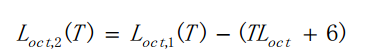 L_{oct,2}(T) = L_{oct,1}(T) − (TL_{oct} + 6)